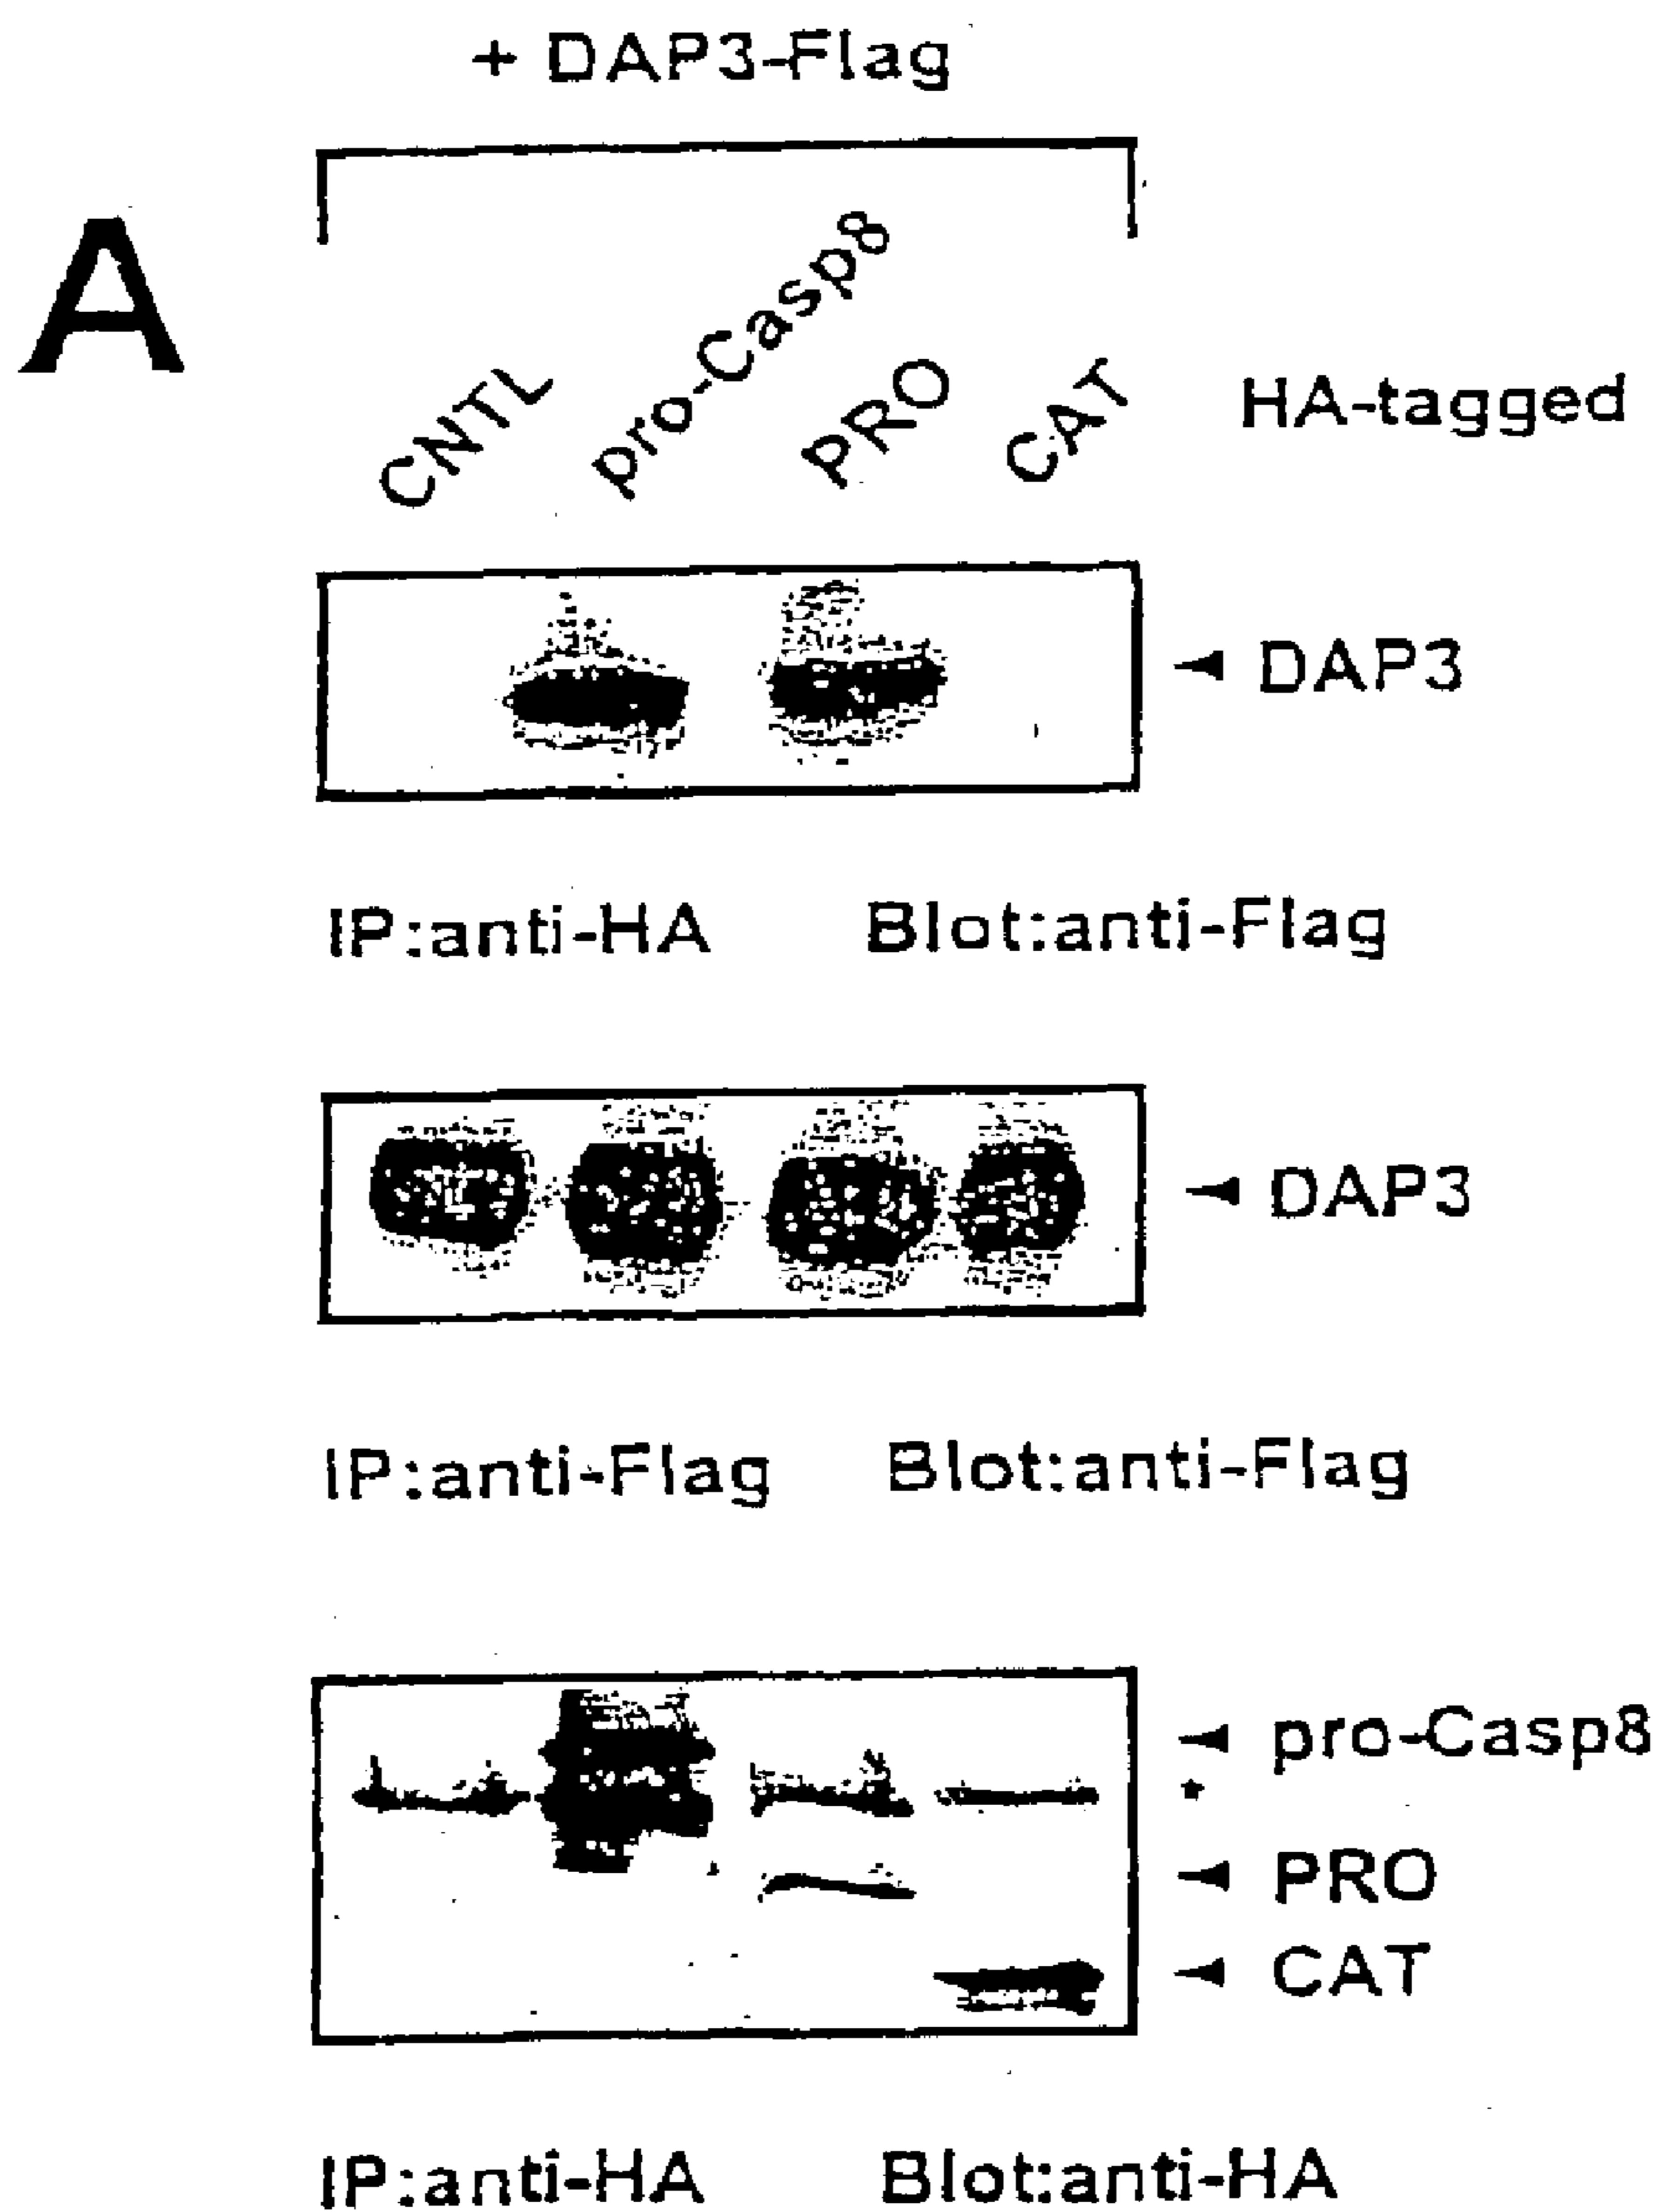 + DAP3-Flag
A
CNTL pro-Casp8 PRO CAT HA-tagged
DAP3
IP:anti-HA Blot:anti-Flag
DAP3
IP:anti-Flag Blot:anti-Flag
pro-Casp8
*
PRO
CAT
IP:anti-HA Blot:anti-HA